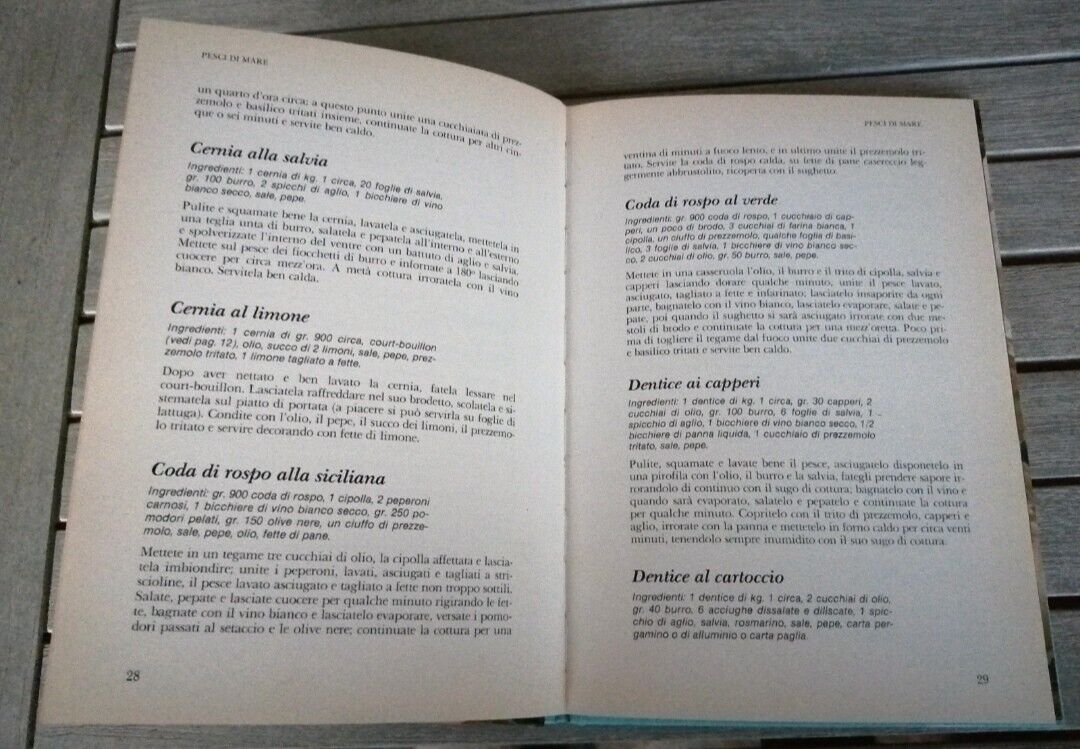 PESCI DI MARE
un quarto d'ora circa; a questo punto unite una cucchiaiata di prez-
zemolo e basilico tritati insieme, continuate la cottura per altri cin-
que o sei minuti e servite ben caldo.
Cernia alla salvia
Ingredienti: 1 cernia di kg. 1 circa, 20 foglie di salvia,
gr. 100 burro, 2 spicchi di aglio, 1 bicchiere di vino
bianco secco, sale, pepe.
Pulite e squamate bene la cernia, lavatela e asciugatela, mettetela in
una teglia unta di burro, salatela e pepatela all'interno e all'esterno
e spolverizzate l'interno del ventre con un battuto di aglio e salvia.
Mettete sul pesce dei fiocchetti di burro e infornate a 180° lasciando
cuocere per circa mezz'ora. A metà cottura irroratela con il vino
bianco. Servitela ben calda.
Cernia al limone
Ingredienti: 1 cernia di gr. 900 circa, court-bouillon
(vedi pag. 12), olio, succo di 2 limoni, sale, pepe, prez-
zemolo tritato, 1 limone tagliato a fette.
Dopo aver nettato e ben lavato la cernia, fatela lessare nel
court-bouillon. Lasciatela raffreddare nel suo brodetto, scolatela e si-
stematela sul piatto di portata (a piacere si può servirla su foglie di
lattuga). Condite con l'olio, il pepe, il succo dei limoni, il prezzemo-
lo tritato e servire decorando con fette di limone.
Coda di rospo alla siciliana
Ingredienti: gr. 900 coda di rospo, 1 cipolla, 2 peperoni
carnosi, 1 bicchiere di vino bianco secco, gr. 250 po-
modori pelati, gr. 150 olive nere, un ciuffo di prezze-
molo, sale, pepe, olio, fette di pane.
Mettete in un tegame tre cucchiai di olio, la cipolla affettata e lascia-
tela imbiondire; unite i peperoni, lavati, asciugati e tagliati a stri-
scioline, il pesce lavato asciugato e tagliato a fette non troppo sottili.
Salate, pepate e lasciate cuocere per qualche minuto rigirando le fet-
te, bagnate con il vino bianco e lasciatelo evaporare, versate i pomo-
dori passati al setaccio e le olive nere; continuate la cottura per una
28
PESCI DI MARE
ventina di minuti a fuoco lento, e in ultimo unite il prezzemolo tri-
tato. Servite la coda di rospo calda, su fette di pane casereccio leg-
germente abbrustolito, ricoperta con il sughetto.
Coda di rospo al verde
Ingredienti: gr. 900 coda di rospo, 1 cucchiaio di cap-
peri, un poco di brodo, 3 cucchiai di farina bianca, 1
cipolla, un ciuffo di prezzemolo, qualche foglia di basi-
lico, 3 foglie di salvia, 1 bicchiere di vino bianco sec-
co, 2 cucchiai di olio, gr. 50 burro, sale, pepe.
Mettete in una casseruola l'olio, il burro e il trito di cipolla, salvia e
capperi lasciando dorare qualche minuto, unite il pesce lavato,
asciugato, tagliato a fette e infarinato; lasciatelo insaporire da ogni
parte, bagnatelo con il vino bianco, lasciatelo evaporare, salate e pe-
pate, poi quando il sughetto si sarà asciugato irrorate con due me-
stoli di brodo e continuate la cottura per una mezz'oretta. Poco pri-
ma di togliere il tegame dal fuoco unite due cucchiai di prezzemolo
e basilico tritati e servite ben caldo.
Dentice ai capperi
Ingredienti: 1 dentice di kg. 1 circa, gr. 30 capperi, 2
cucchiai di olio, gr. 100 burro, 6 foglie di salvia, 1
spicchio di aglio, 1 bicchiere di vino bianco secco, 1/2
bicchiere di panna liquida, 1 cucchiaio di prezzemolo
tritato, sale, pepe.
Pulite, squamate e lavate bene il pesce, asciugatelo disponetelo in
una pirofila con l'olio, il burro e la salvia, fategli prendere sapore ir-
rorandolo di continuo con il sugo di cottura; bagnatelo con il vino e
quando sarà evaporato, salatelo e pepatelo e continuate la cottura
per qualche minuto. Copritelo con il trito di prezzemolo, capperi e
aglio, irrorate con la panna e mettetelo in forno caldo per circa venti
minuti, tenendolo sempre inumidito con il suo sugo di cottura.
Dentice al cartoccio
Ingredienti: 1 dentice di kg. 1 circa, 2 cucchiai di olio,
gr. 40 burro, 6 acciughe dissalate e diliscate, 1 spic-
chio di aglio, salvia, rosmarino, sale, pepe, carta per-
gamino o di alluminio o carta paglia.
29